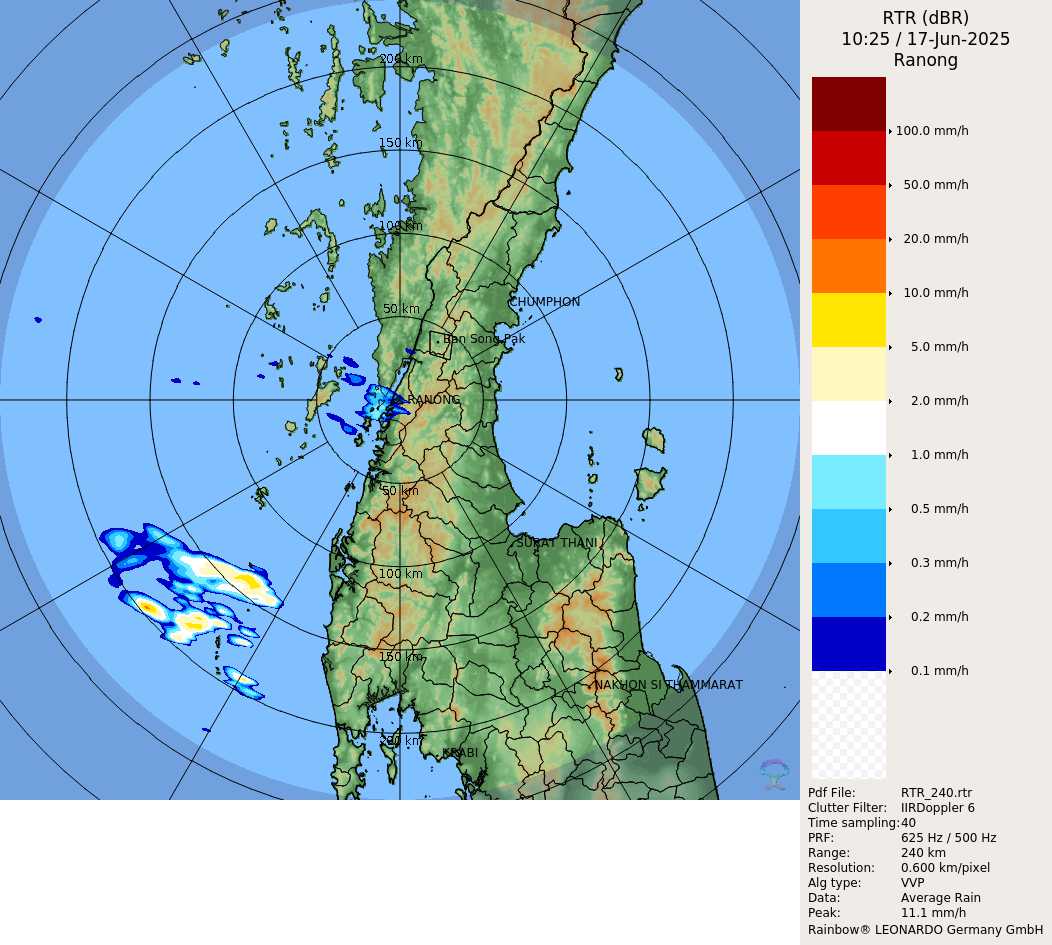 RTR (dBR)
10:25 / 17-Jun-2025
Ranong
200 km
150 km
100 km
50 km
CHUMPHON
Ban Song Pak
RANONG
50 km
SURAT THANI
100 km
150 km
NAKHON SI THAMMARAT
200 km
KRABI
100.0 mm/h
50.0 mm/h
20.0 mm/h
10.0 mm/h
5.0 mm/h
2.0 mm/h
1.0 mm/h
0.5 mm/h
0.3 mm/h
0.2 mm/h
0.1 mm/h
Pdf File: RTR_240.rtr
Clutter Filter: IIRDoppler 6
Time sampling:40
PRF: 625 Hz / 500 Hz
Range: 240 km
Resolution: 0.600 km/pixel
Alg type: VVP
Data: Average Rain
Peak: 11.1 mm/h
Rainbow® LEONARDO Germany GmbH